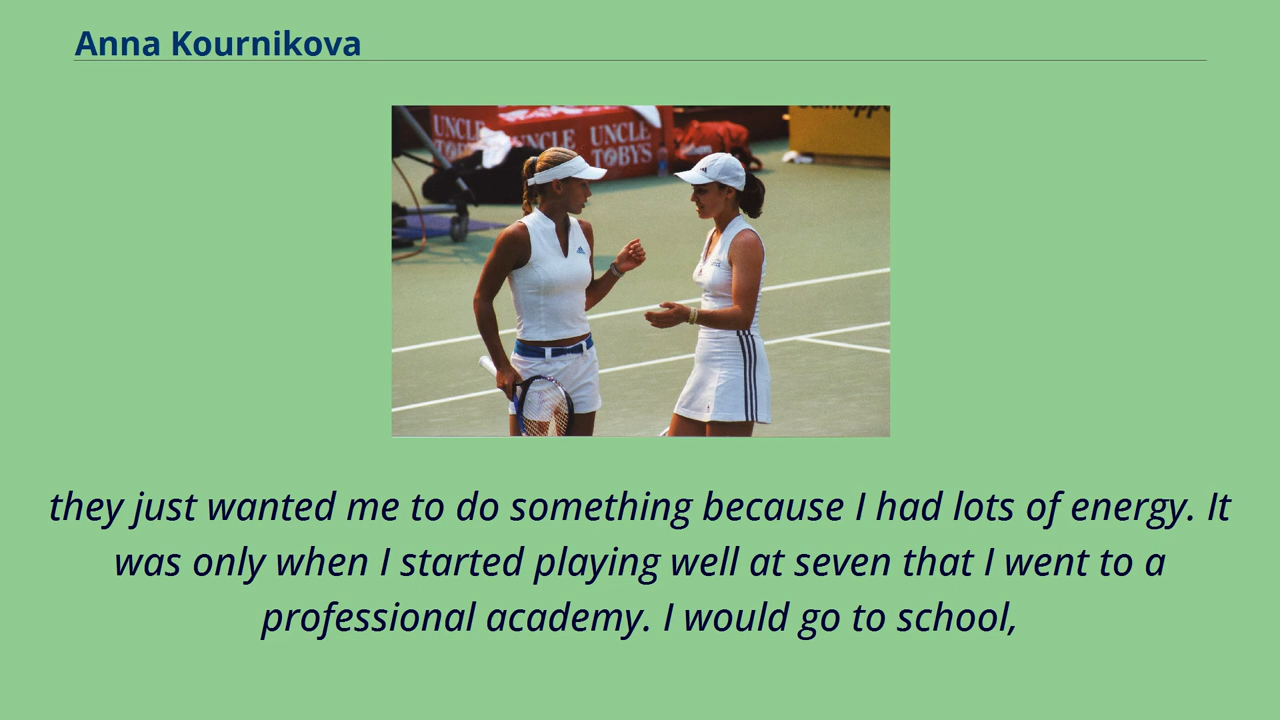 Anna Kournikova
UNCLE
TOBYS
UNCLE
UNCLE
TOBYS
they just wanted me to do something because I had lots of energy. It
was only when I started playing well at seven that I went to a
professional academy. I would go to school,